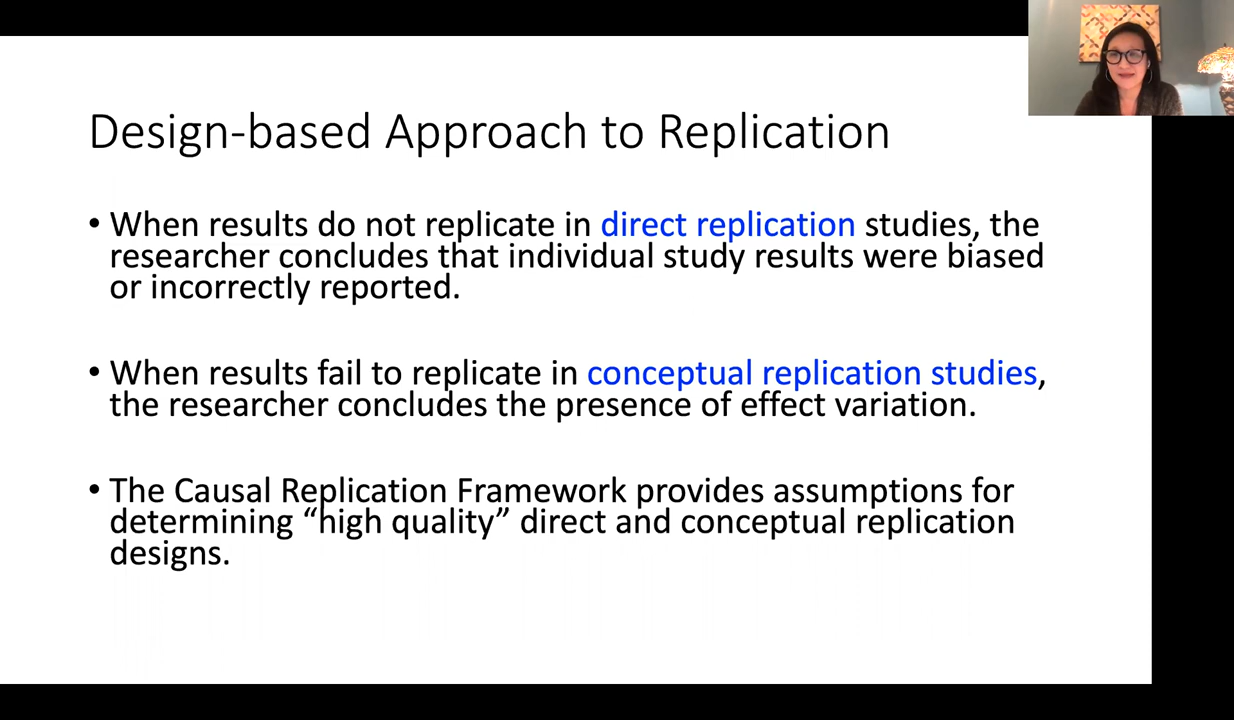 Design-based Approach to Replication
• When results do not replicate in direct replication studies, the
researcher concludes that individual study results were biased
or incorrectly reported.
• When results fail to replicate in conceptual replication studies,
the researcher concludes the presence of effect variation.
• The Causal Replication Framework provides assumptions for
determining “high quality” direct and conceptual replication
designs.